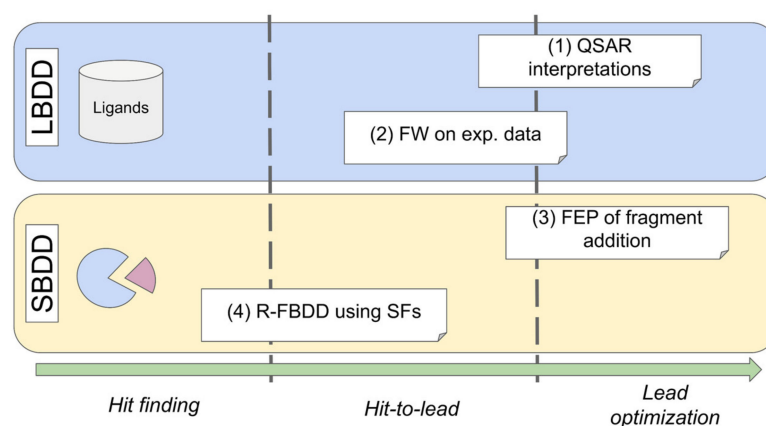 LBDD
Ligands
(1) QSAR
interpretations
(2) FW on exp. data
SBDD
(3) FEP of fragment
addition
(4) R-FBDD using SFs
Hit finding
Hit-to-lead
Lead
optimization